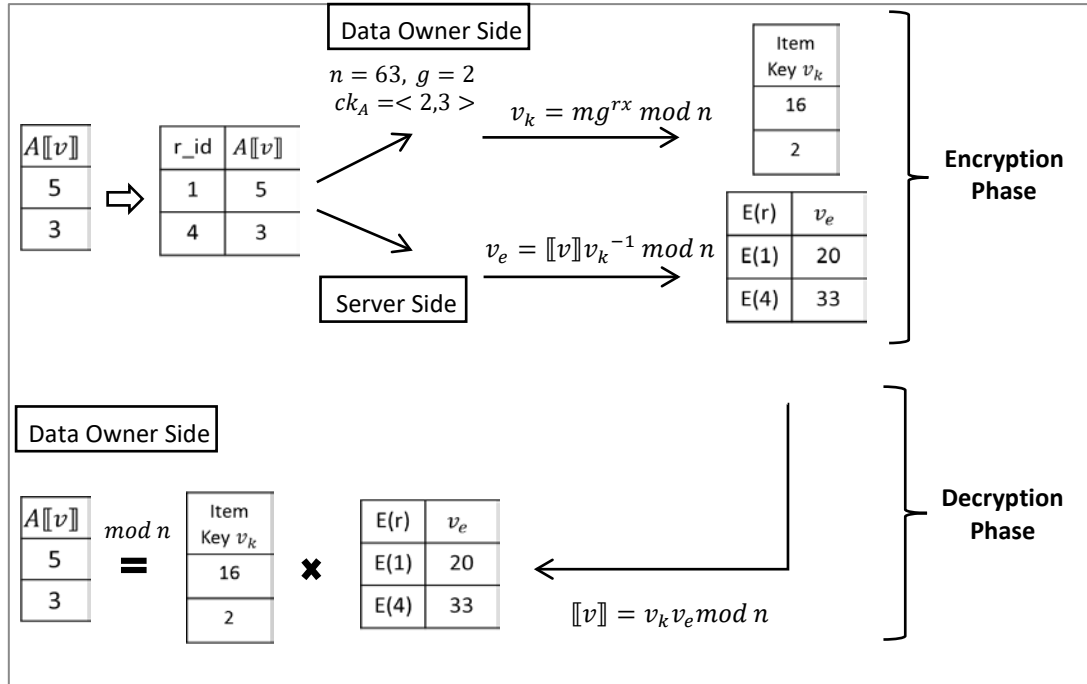 Data Owner Side
n = 63, g = 2
ck_A =< 2,3 >
v_k = mg^{rx} mod n
Item
Key v_k
16
2
A⟦v⟧
5
3
r_id A⟦v⟧
1 5
4 3
Encryption
Phase
v_e = ⟦v⟧v_k^{-1} mod n
E(r) v_e
E(1) 20
E(4) 33
Server Side
Data Owner Side
A⟦v⟧
5
3
mod n
=
Item
Key v_k
16
2
×
E(r) v_e
E(1) 20
E(4) 33
⟦v⟧ = v_k v_e mod n
Decryption
Phase